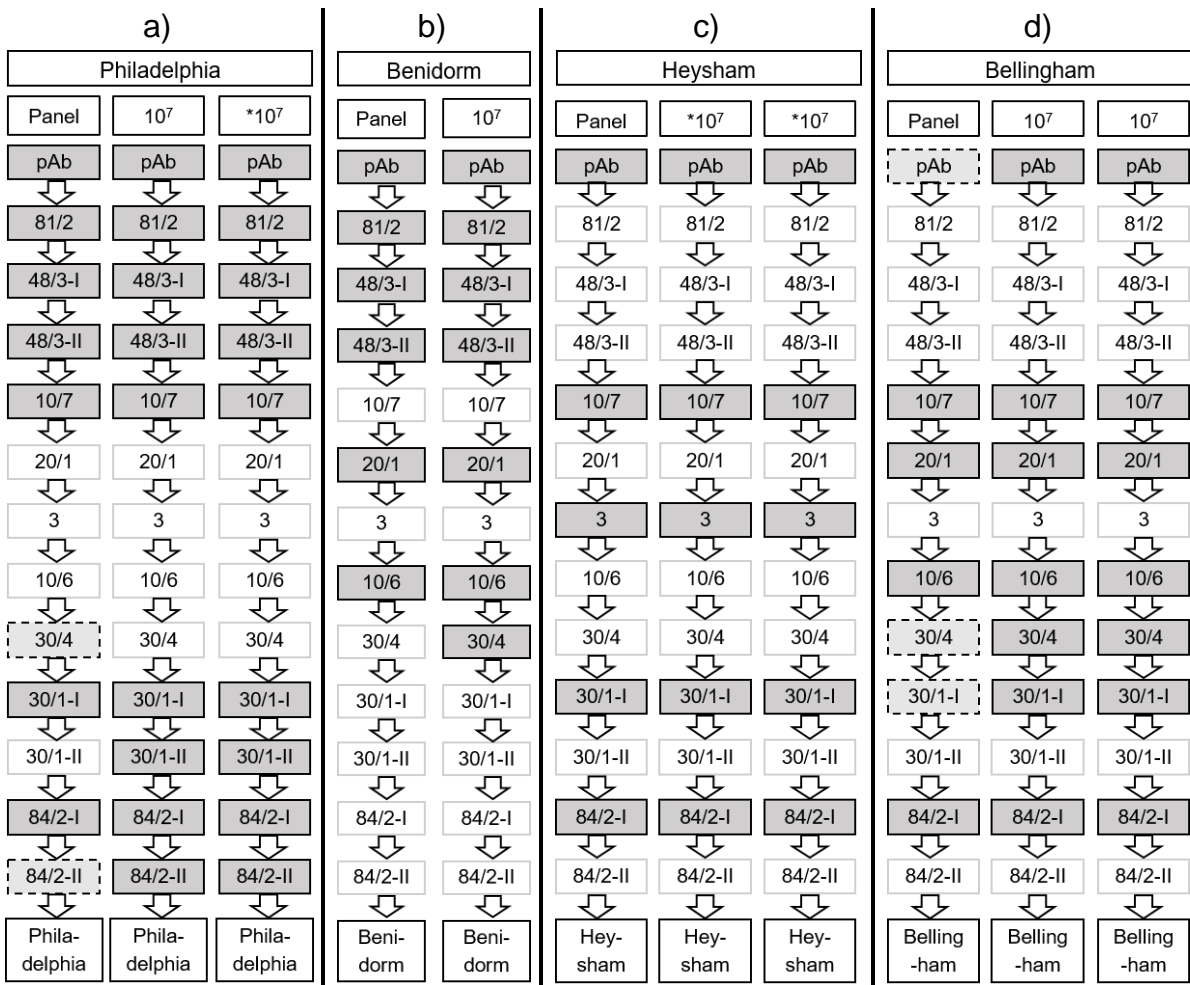 a)
b)
c)
d)
Philadelphia
Benidorm
Heysham
Bellingham
Panel 10⁷ *10⁷ Panel 10⁷ Panel *10⁷ *10⁷ Panel 10⁷ 10⁷
pAb pAb pAb pAb pAb pAb pAb pAb pAb pAb pAb
81/2 81/2 81/2 81/2 81/2 81/2 81/2 81/2 81/2 81/2 81/2
48/3-I 48/3-I 48/3-I 48/3-I 48/3-I 48/3-I 48/3-I 48/3-I 48/3-I 48/3-I 48/3-I
48/3-II 48/3-II 48/3-II 48/3-II 48/3-II 48/3-II 48/3-II 48/3-II 48/3-II 48/3-II 48/3-II
10/7 10/7 10/7 10/7 10/7 10/7 10/7 10/7 10/7 10/7 10/7
20/1 20/1 20/1 20/1 20/1 20/1 20/1 20/1 20/1 20/1 20/1
3 3 3 3 3 3 3 3 3 3 3
10/6 10/6 10/6 10/6 10/6 10/6 10/6 10/6 10/6 10/6 10/6
30/4 30/4 30/4 30/4 30/4 30/4 30/4 30/4 30/4 30/4 30/4
30/1-I 30/1-I 30/1-I 30/1-I 30/1-I 30/1-I 30/1-I 30/1-I 30/1-I 30/1-I 30/1-I
30/1-II 30/1-II 30/1-II 30/1-II 30/1-II 30/1-II 30/1-II 30/1-II 30/1-II 30/1-II 30/1-II
84/2-I 84/2-I 84/2-I 84/2-I 84/2-I 84/2-I 84/2-I 84/2-I 84/2-I 84/2-I 84/2-I
84/2-II 84/2-II 84/2-II 84/2-II 84/2-II 84/2-II 84/2-II 84/2-II 84/2-II 84/2-II 84/2-II
Phila- Phila- Phila- Beni- Beni- Hey- Hey- Hey- Belling Belling Belling
delphia delphia delphia dorm dorm sham sham sham -ham -ham -ham